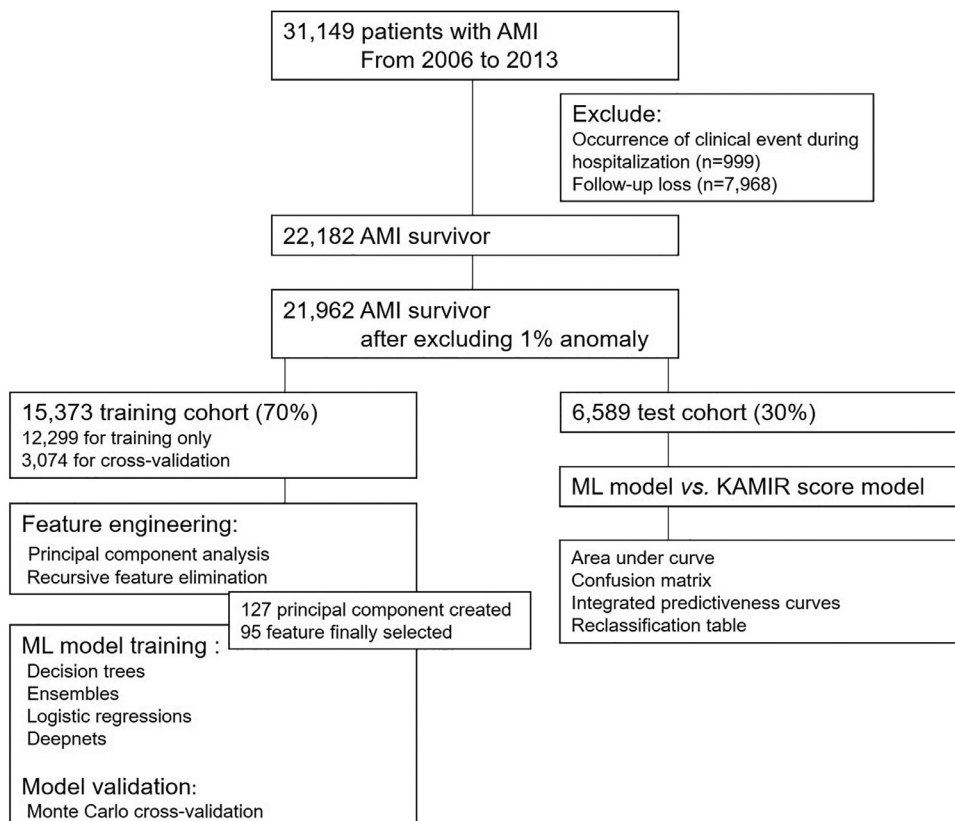 31,149 patients with AMI
From 2006 to 2013
Exclude:
Occurrence of clinical event during
hospitalization (n=999)
Follow-up loss (n=7,968)
22,182 AMI survivor
21,962 AMI survivor
after excluding 1% anomaly
15,373 training cohort (70%)
12,299 for training only
3,074 for cross-validation
6,589 test cohort (30%)
ML model vs. KAMIR score model
Area under curve
Confusion matrix
Integrated predictiveness curves
Reclassification table
Feature engineering:
Principal component analysis
Recursive feature elimination
127 principal component created
95 feature finally selected
ML model training :
Decision trees
Ensembles
Logistic regressions
Deepnets
Model validation:
Monte Carlo cross-validation